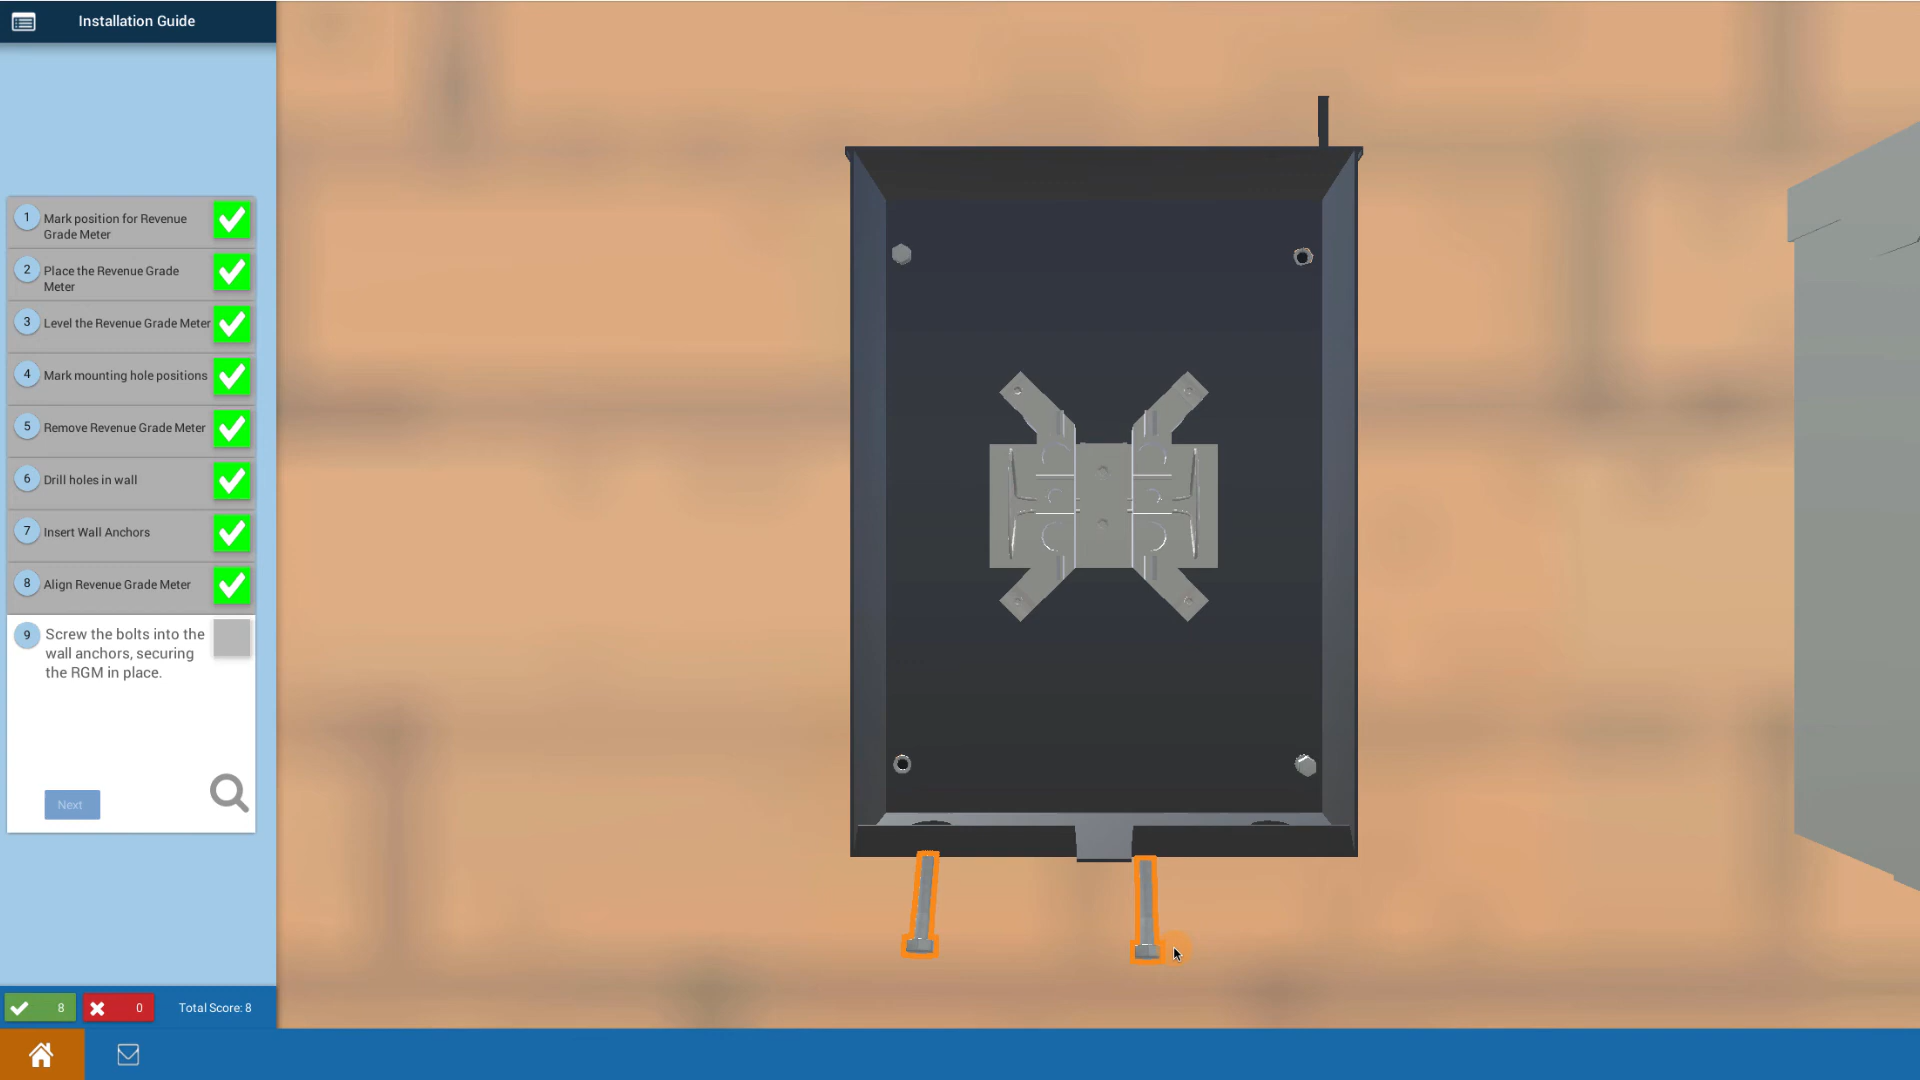 Installation Guide
1 Mark position for Revenue
Grade Meter
2 Place the Revenue Grade
Meter
3 Level the Revenue Grade Meter
4 Mark mounting hole positions
5 Remove Revenue Grade Meter
6 Drill holes in wall
7 Insert Wall Anchors
8 Align Revenue Grade Meter
9 Screw the bolts into the
wall anchors, securing
the RGM in place.
Next
8 0 Total Score: 8